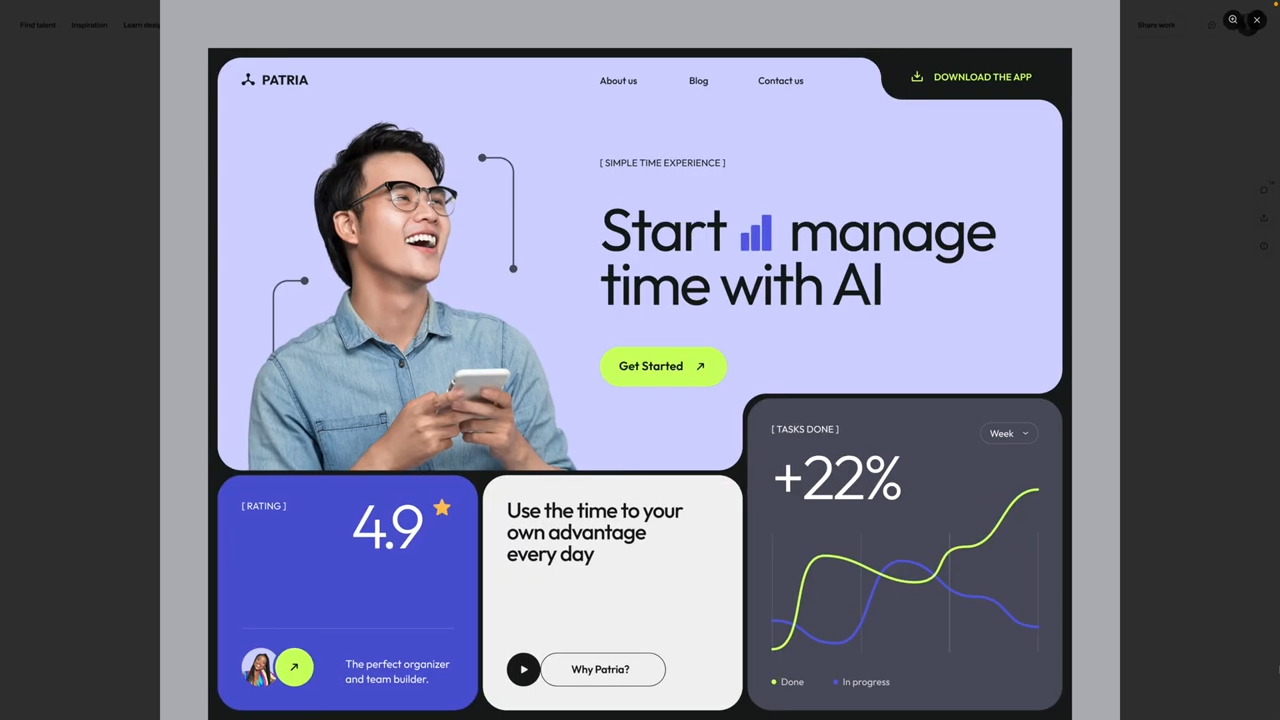 Find talent
Inspiration
Learn desig
Share work
PATRIA
About us
Blog
Contact us
DOWNLOAD THE APP
[ SIMPLE TIME EXPERIENCE ]
Start manage
time with AI
Get Started
[ TASKS DONE ]
Week
+22%
Done
In progress
[ RATING ]
4.9
The perfect organizer
and team builder.
Use the time to your
own advantage
every day
Why Patria?